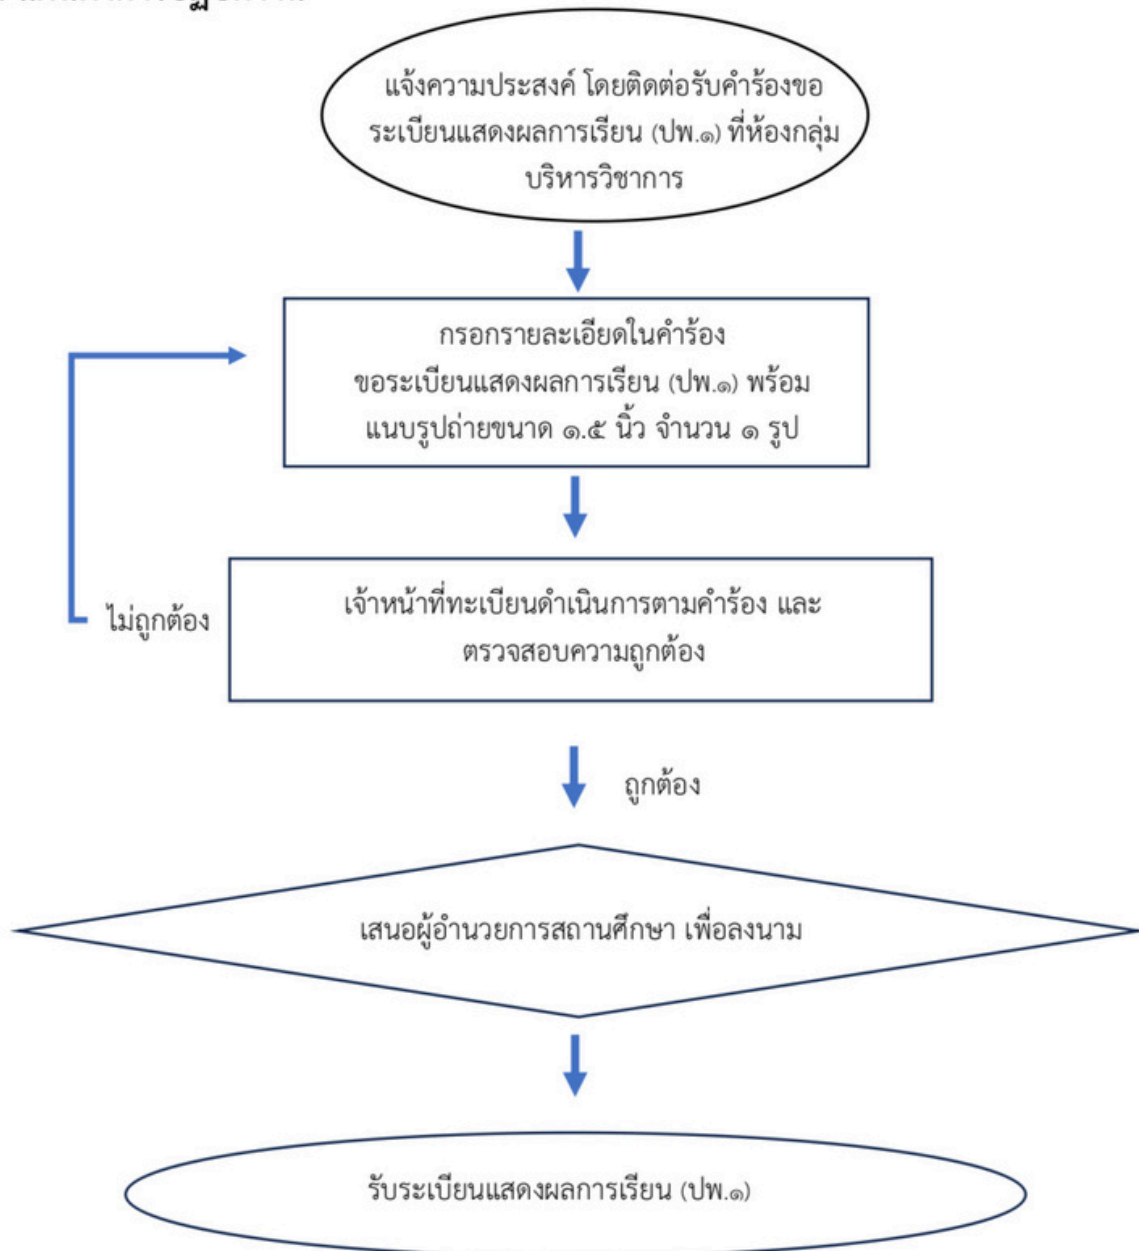 แจ้งความประสงค์ โดยติดต่อรับคำร้องขอ
ระเบียนแสดงผลการเรียน (ปพ.๑) ที่ห้องกลุ่ม
บริหารวิชาการ
กรอกรายละเอียดในคำร้อง
ขอระเบียนแสดงผลการเรียน (ปพ.๑) พร้อม
แนบรูปถ่ายขนาด ๑.๕ นิ้ว จำนวน ๑ รูป
เจ้าหน้าที่ทะเบียนดำเนินการตามคำร้อง และ
ตรวจสอบความถูกต้อง
ไม่ถูกต้อง
ถูกต้อง
เสนอผู้อำนวยการสถานศึกษา เพื่อลงนาม
รับระเบียนแสดงผลการเรียน (ปพ.๑)